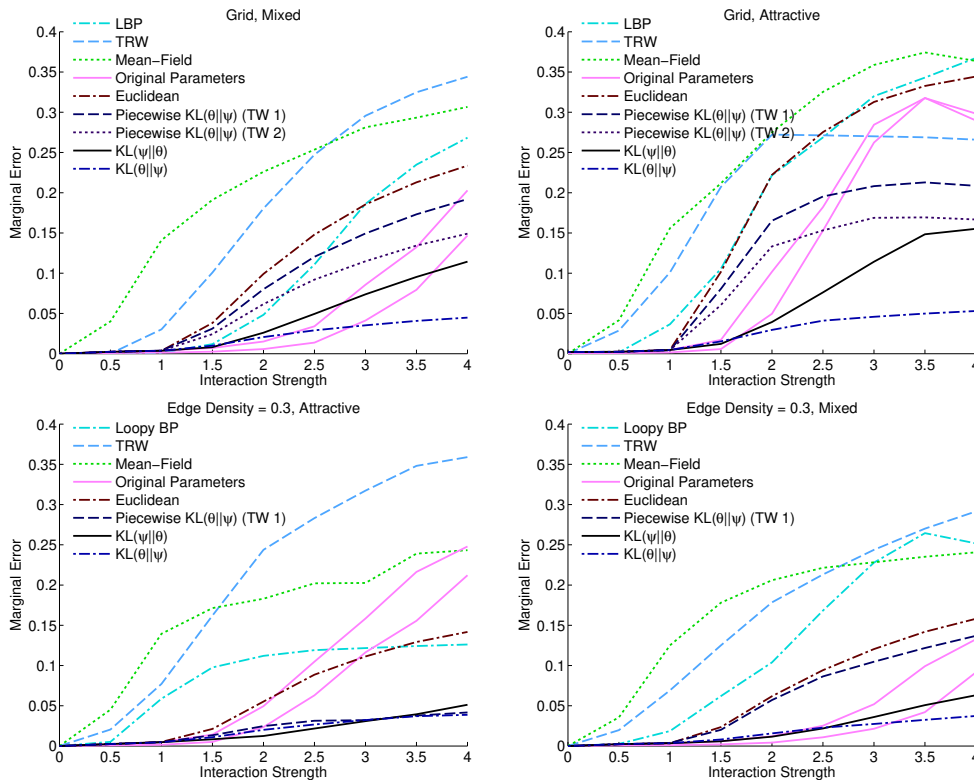 Grid, Mixed
0.4
0.35
0.3
0.25
0.2
0.15
0.1
0.05
0
Marginal Error
LBP
TRW
Mean−Field
Original Parameters
Euclidean
Piecewise KL(θ||ψ) (TW 1)
Piecewise KL(θ||ψ) (TW 2)
KL(ψ||θ)
KL(θ||ψ)
0 0.5 1 1.5 2 2.5 3 3.5 4
Interaction Strength
Grid, Attractive
0.4
0.35
0.3
0.25
0.2
0.15
0.1
0.05
0
Marginal Error
LBP
TRW
Mean−Field
Original Parameters
Euclidean
Piecewise KL(θ||ψ) (TW 1)
Piecewise KL(θ||ψ) (TW 2)
KL(ψ||θ)
KL(θ||ψ)
0 0.5 1 1.5 2 2.5 3 3.5 4
Interaction Strength
Edge Density = 0.3, Attractive
0.4
0.35
0.3
0.25
0.2
0.15
0.1
0.05
0
Marginal Error
Loopy BP
TRW
Mean−Field
Original Parameters
Euclidean
Piecewise KL(θ||ψ) (TW 1)
KL(ψ||θ)
KL(θ||ψ)
0 0.5 1 1.5 2 2.5 3 3.5 4
Interaction Strength
Edge Density = 0.3, Mixed
0.4
0.35
0.3
0.25
0.2
0.15
0.1
0.05
0
Marginal Error
Loopy BP
TRW
Mean−Field
Original Parameters
Euclidean
Piecewise KL(θ||ψ) (TW 1)
KL(ψ||θ)
KL(θ||ψ)
0 0.5 1 1.5 2 2.5 3 3.5 4
Interaction Strength